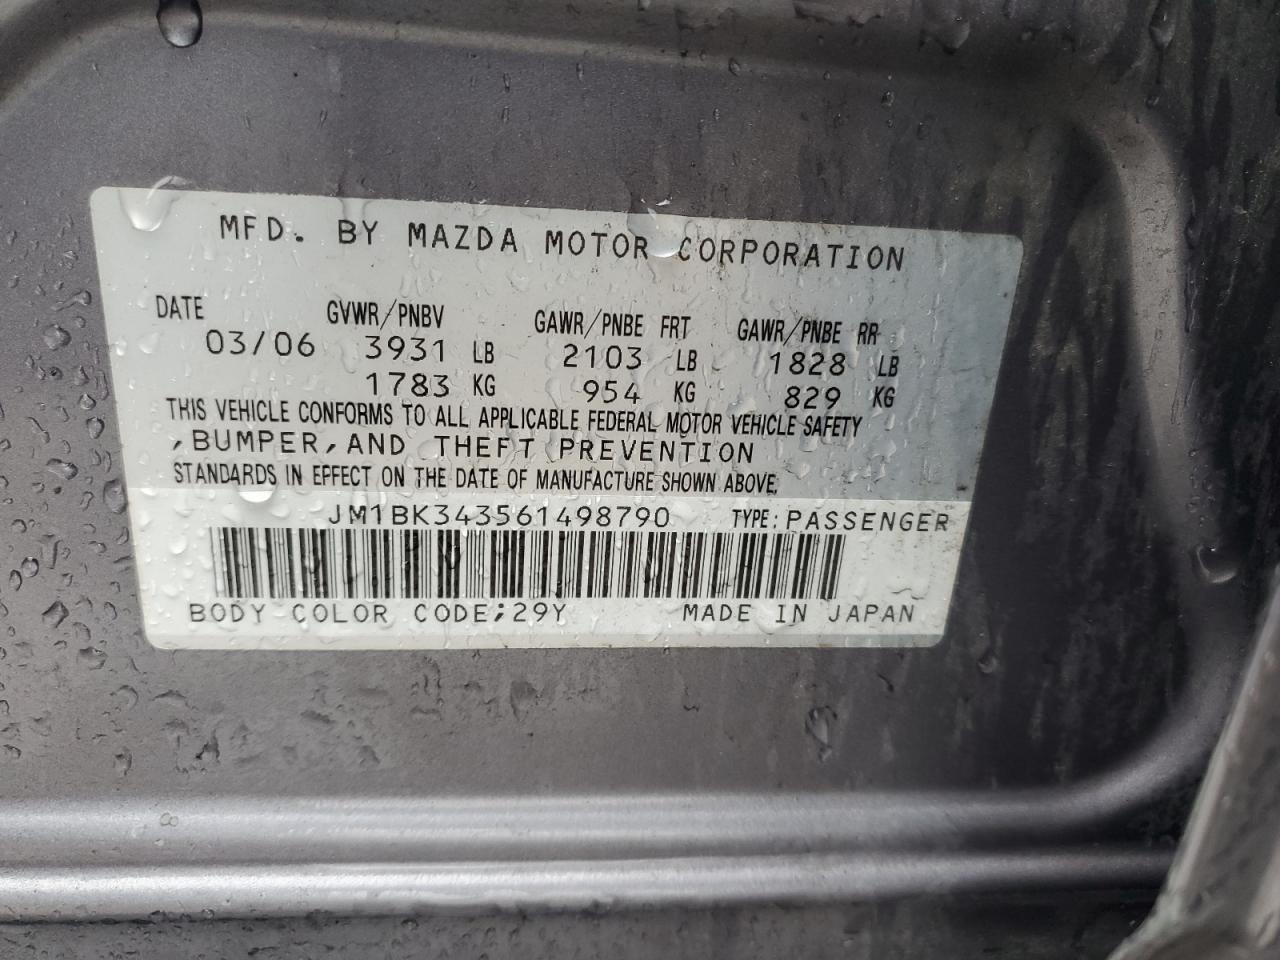 MFD. BY MAZDA MOTOR CORPORATION
DATE GVWR/PNBV GAWR/PNBE FRT GAWR/PNBE RR
03/06 3931 LB 2103 LB 1828 LB
1783 KG 954 KG 829 KG
THIS VEHICLE CONFORMS TO ALL APPLICABLE FEDERAL MOTOR VEHICLE SAFETY
,BUMPER,AND THEFT PREVENTION
STANDARDS IN EFFECT ON THE DATE OF MANUFACTURE SHOWN ABOVE.
JM1BK343561498790 TYPE:PASSENGER
BODY COLOR CODE;29Y MADE IN JAPAN